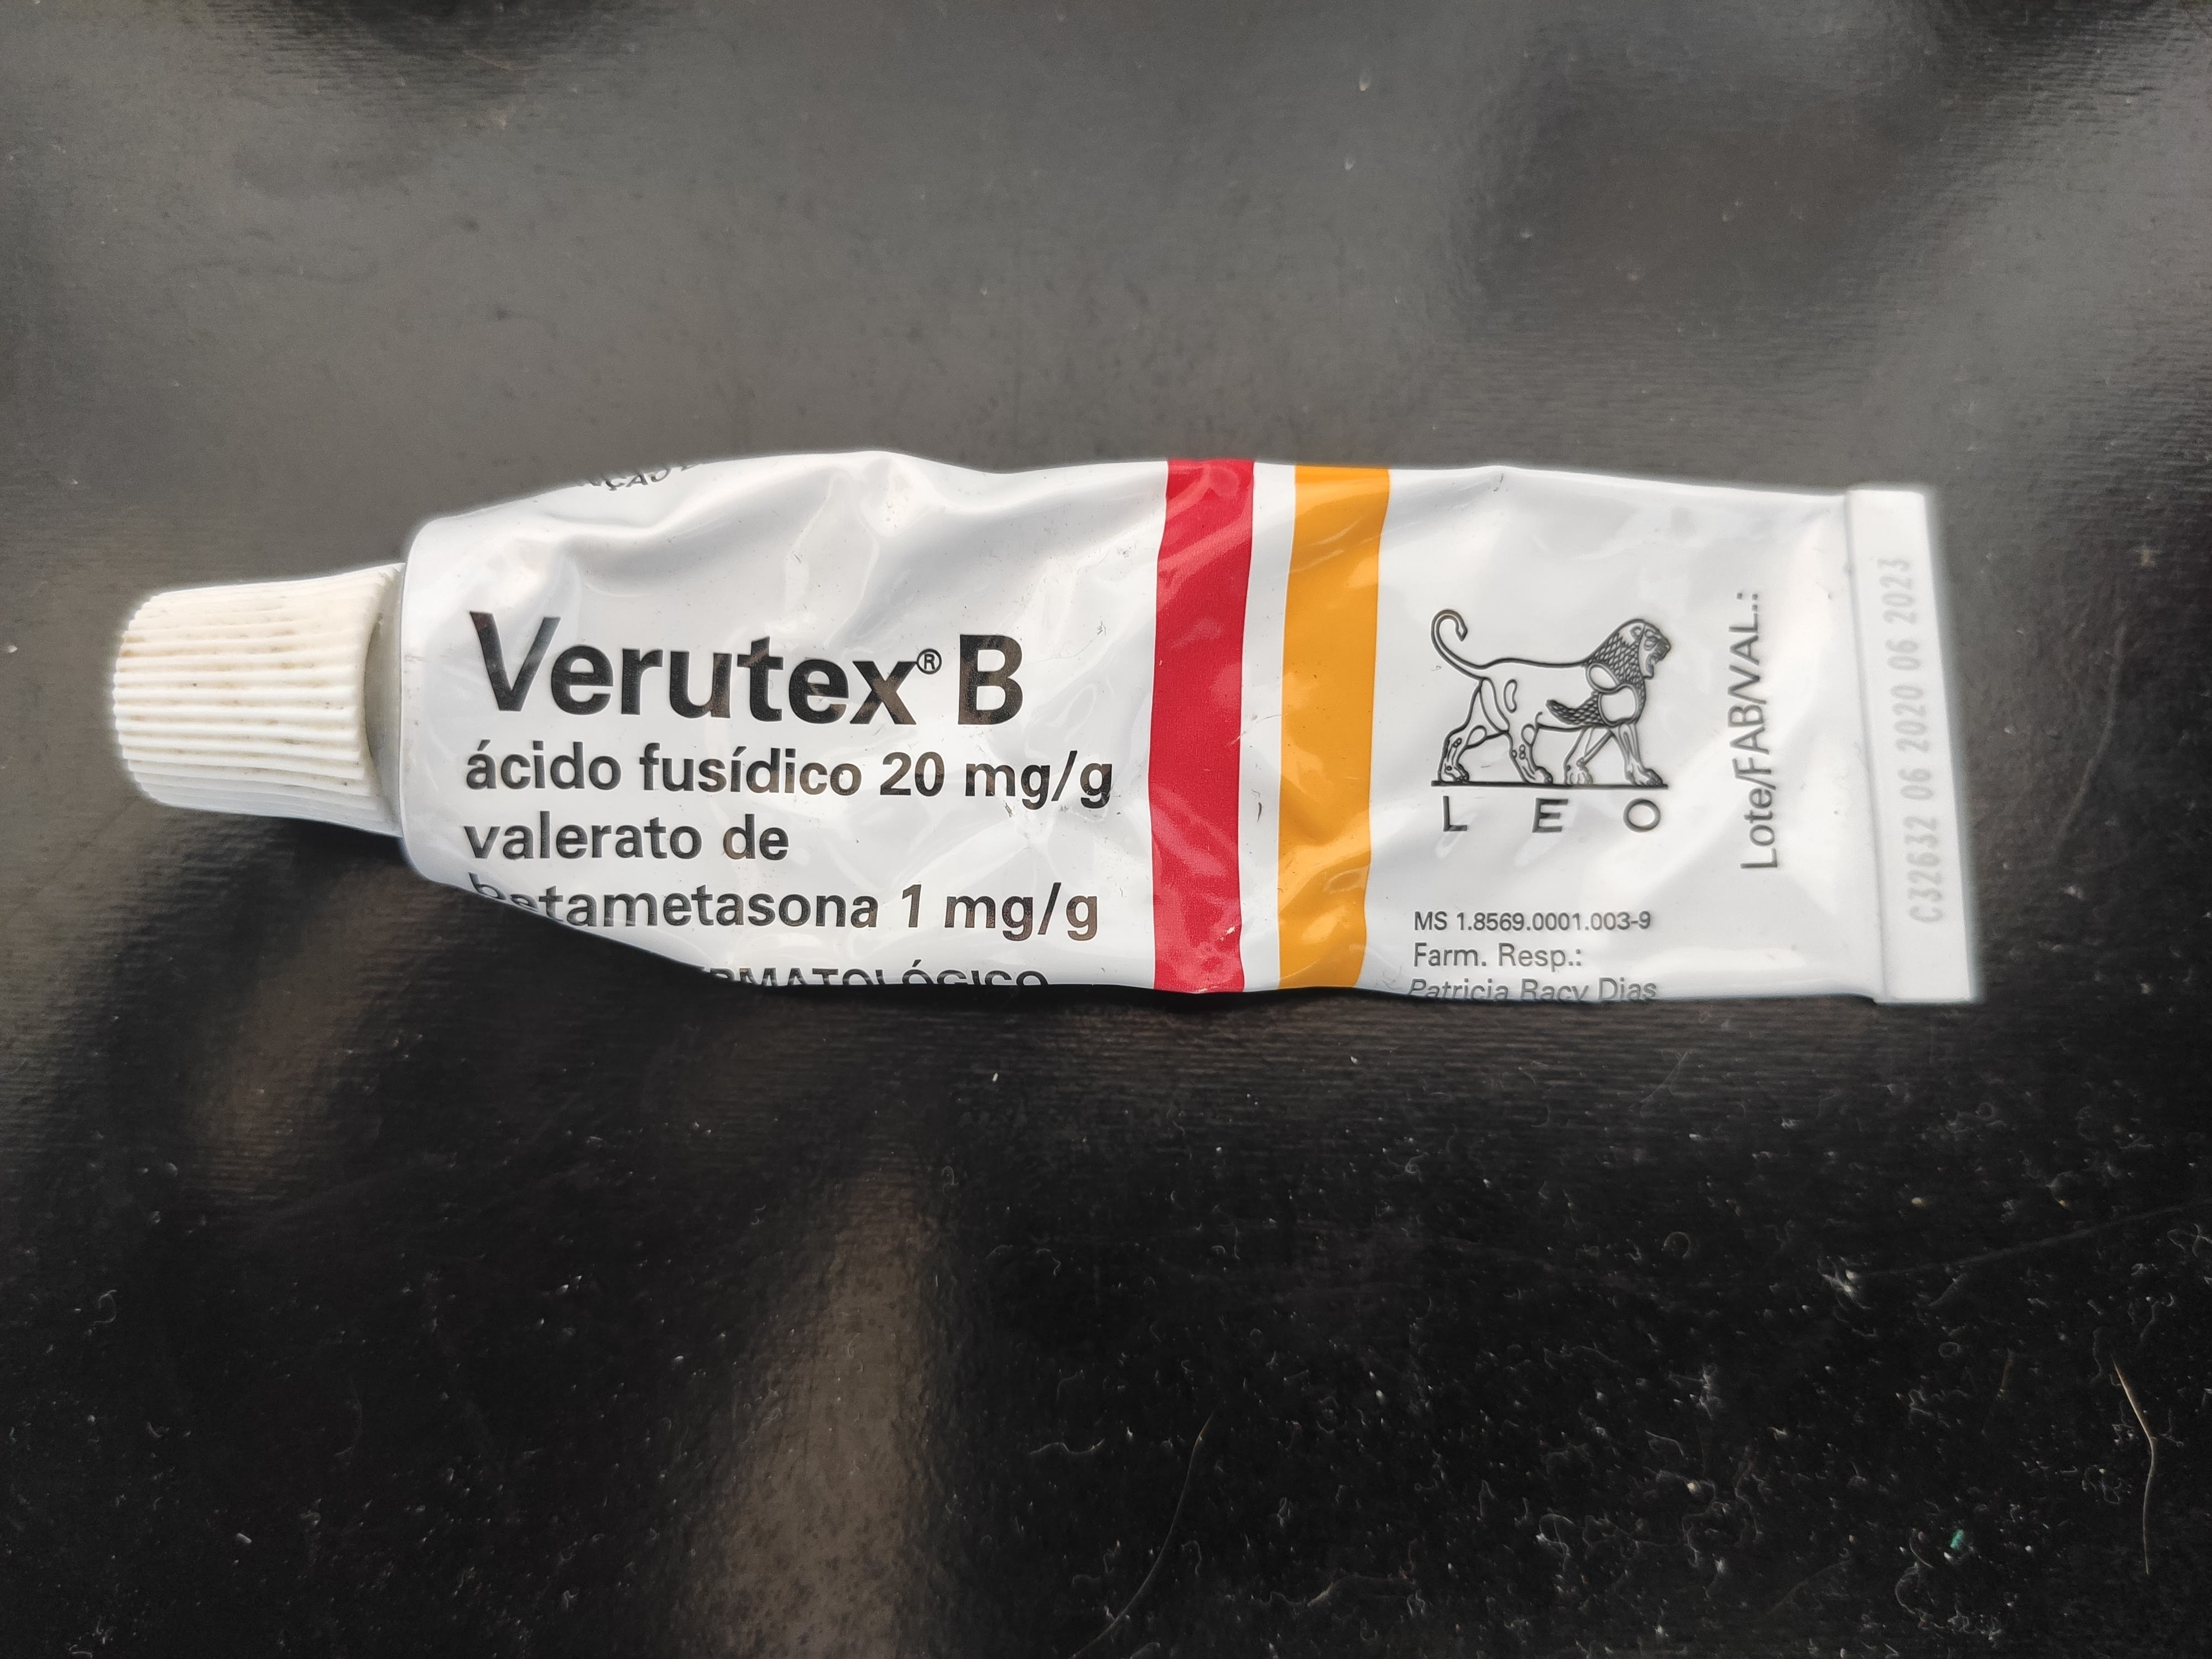 Verutex® B
ácido fusídico 20 mg/g
valerato de
betametasona 1 mg/g
L E O
MS 1.8569.0001.003-9
Farm. Resp.:
Patricia Racy Dias
Lote/FAB/VAL.:
C32632 06 2020 06 2023